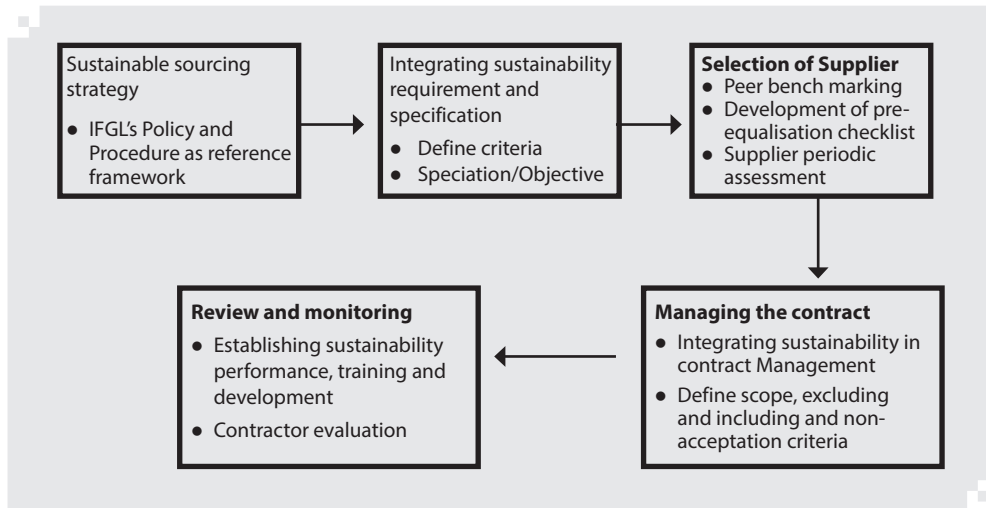 Sustainable sourcing
strategy
● IFGL's Policy and
Procedure as reference
framework
Integrating sustainability
requirement and
specification
● Define criteria
● Speciation/Objective
Selection of Supplier
● Peer bench marking
● Development of pre-
equalisation checklist
● Supplier periodic
assessment
Managing the contract
● Integrating sustainability in
contract Management
● Define scope, excluding
and including and non-
acceptation criteria
Review and monitoring
● Establishing sustainability
performance, training and
development
● Contractor evaluation